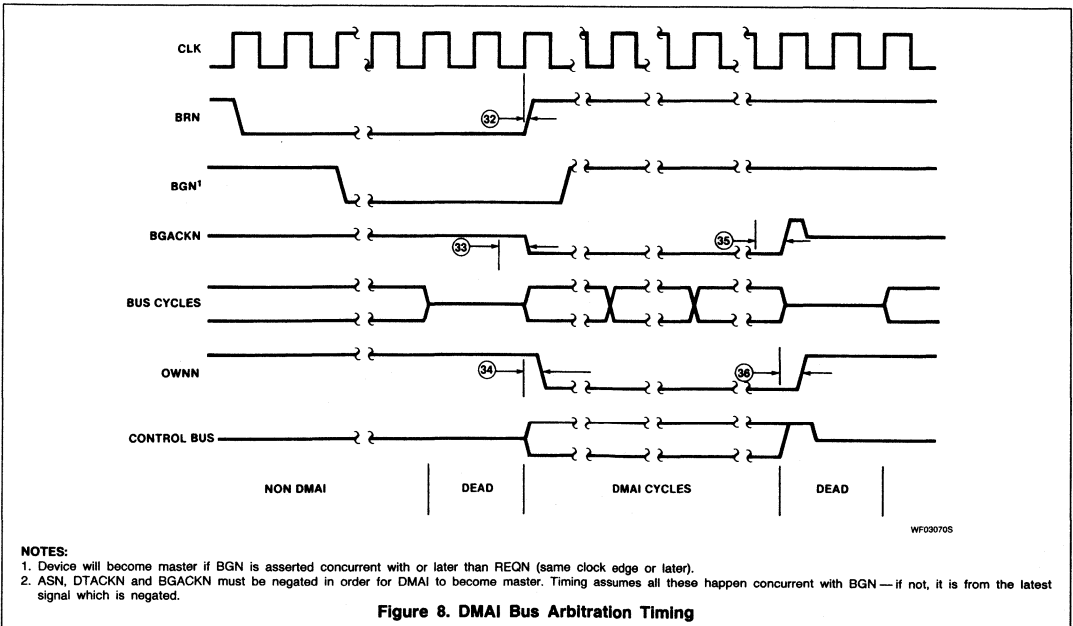 CLK
BRN
32
BGN¹
BGACKN
33
35
BUS CYCLES
OWNN
34
36
CONTROL BUS
NON DMAI
DEAD
DMAI CYCLES
DEAD
WF03070S
NOTES:
1. Device will become master if BGN is asserted concurrent with or later than REQN (same clock edge or later).
2. ASN, DTACKN and BGACKN must be negated in order for DMAI to become master. Timing assumes all these happen concurrent with BGN — if not, it is from the latest
signal which is negated.
Figure 8. DMAI Bus Arbitration Timing